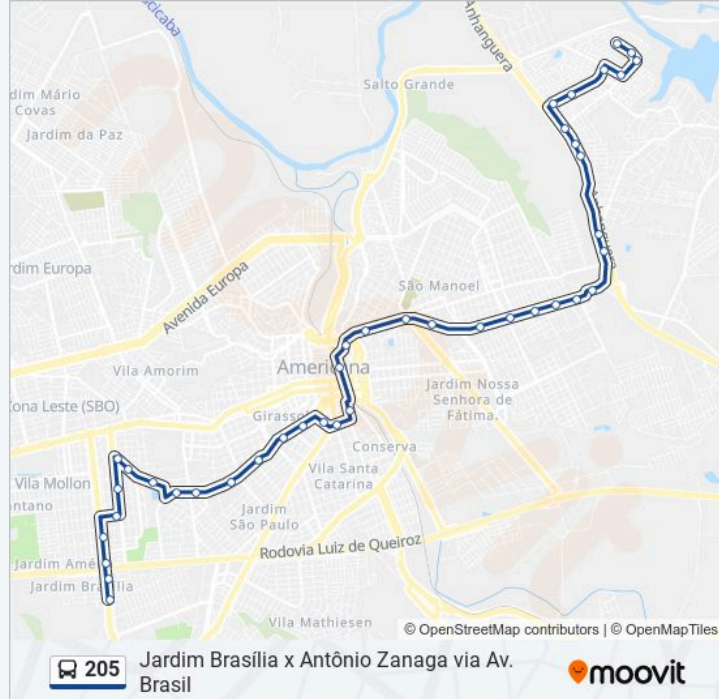 acicaba
Anhanguera
Salto Grande
dim Mário
Covas
Jardim da Paz
rdim Europa
Avenida Europa
São Manoel
Vila Amorim
Americana
Zona Leste (SBO)
Girassol
Jardim Nossa
Senhora de
Fátima.
Conserva
Vila Santa
Catarina
Vila Mollon
antano
Jardim
São Paulo
Rodovia Luiz de Queiroz
Jardim Amé
Jardim Brasília
Vila Mathiesen
© OpenStreetMap contributors | © OpenMapTiles
205
Jardim Brasília x Antônio Zanaga via Av.
Brasil
moovit